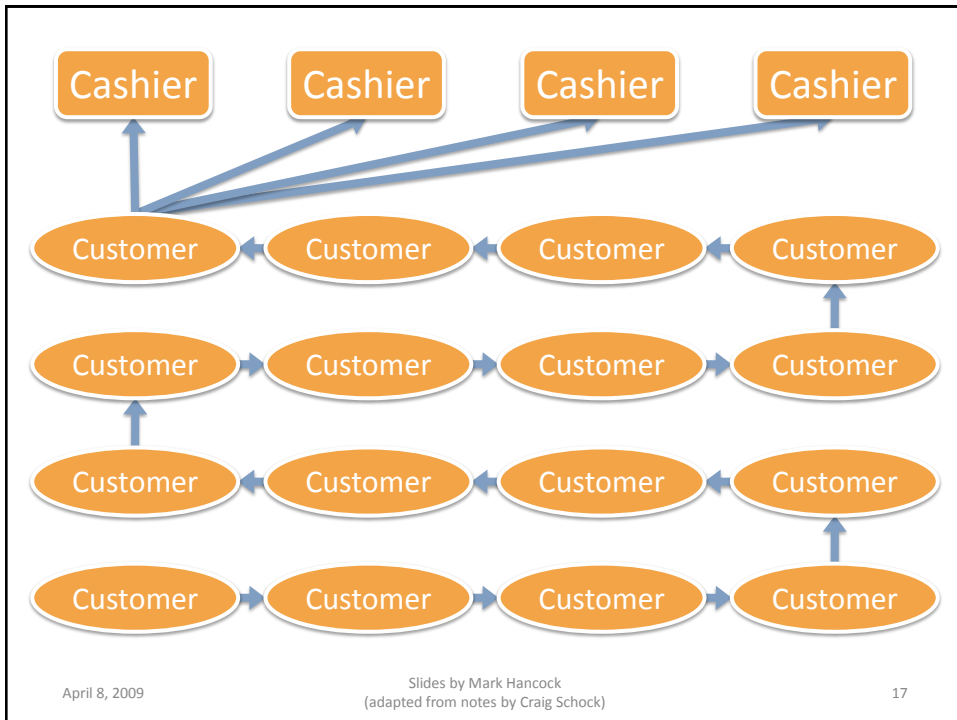 Cashier Cashier Cashier Cashier
Customer Customer Customer Customer
Customer Customer Customer Customer
Customer Customer Customer Customer
Customer Customer Customer Customer
April 8, 2009
Slides by Mark Hancock
(adapted from notes by Craig Schock)
17